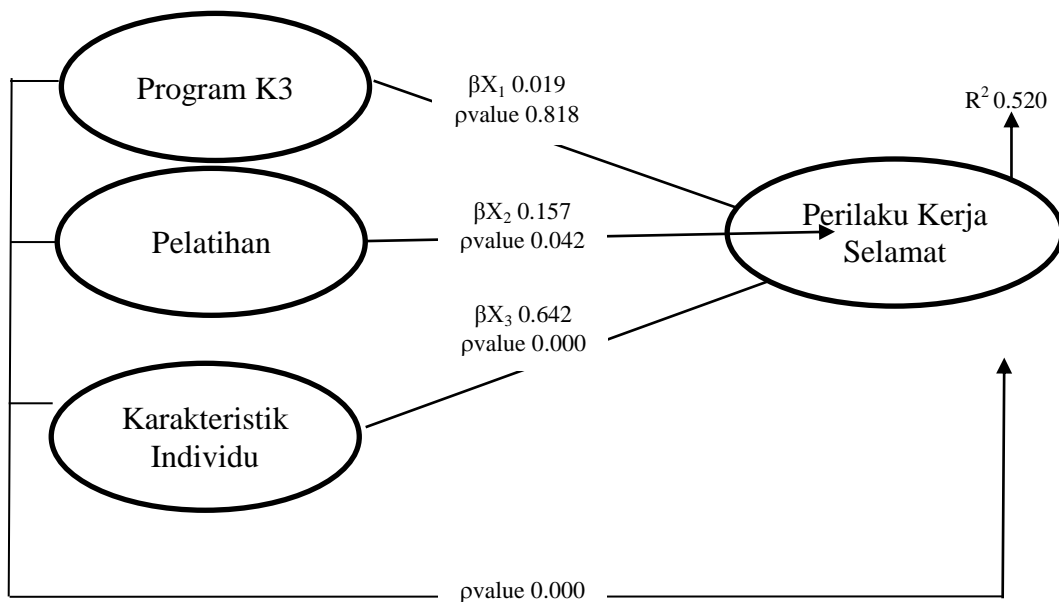 Program K3
βX₁ 0.019
ρvalue 0.818
R² 0.520
Pelatihan
βX₂ 0.157
ρvalue 0.042
Perilaku Kerja
Selamat
βX₃ 0.642
ρvalue 0.000
Karakteristik
Individu
ρvalue 0.000